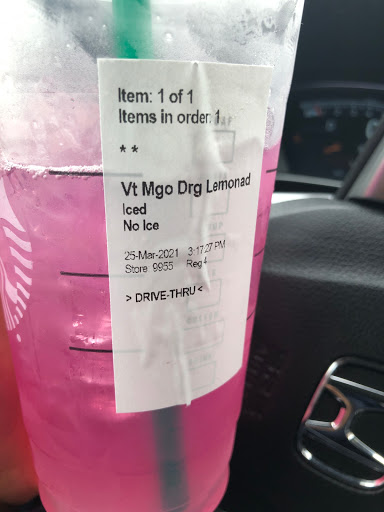 Item: 1 of 1
Items in order: 1
* *
Vt Mgo Drg Lemonad
Iced
No Ice
25-Mar-2021 3:17:27 PM
Store: 9955 Reg 4
> DRIVE-THRU <